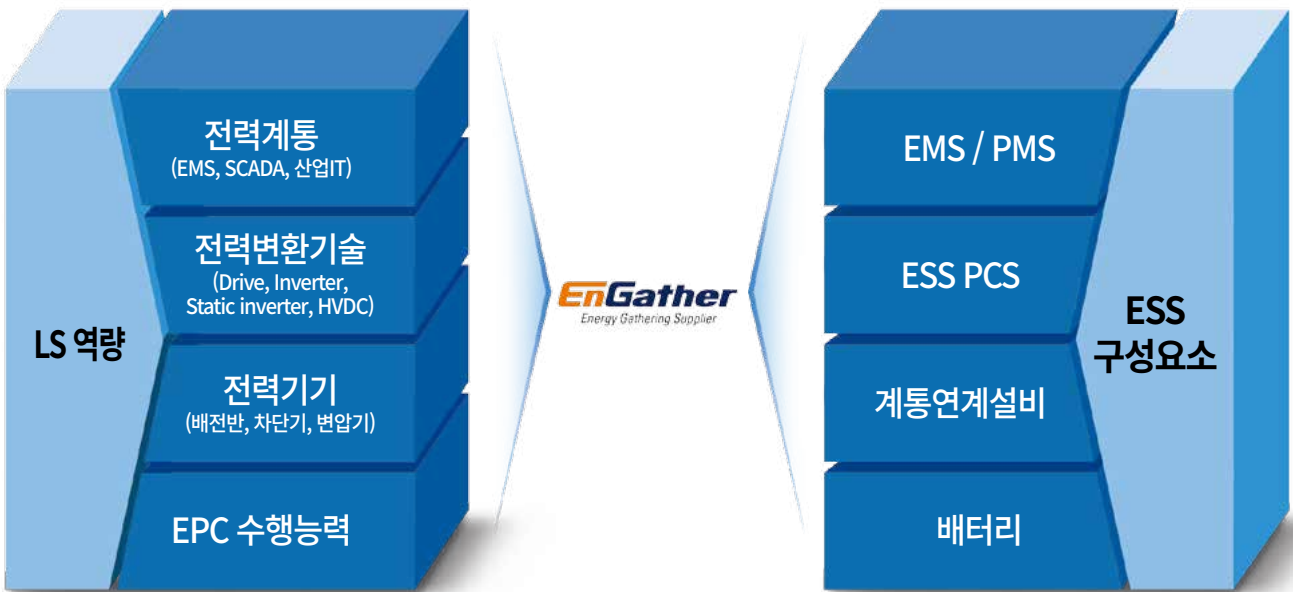 LS 역량
전력계통
(EMS, SCADA, 산업IT)
전력변환기술
(Drive, Inverter,
Static inverter, HVDC)
전력기기
(배전반, 차단기, 변압기)
EPC 수행능력
EnGather
Energy Gathering Supplier
EMS / PMS
ESS PCS
계통연계설비
배터리
ESS
구성요소